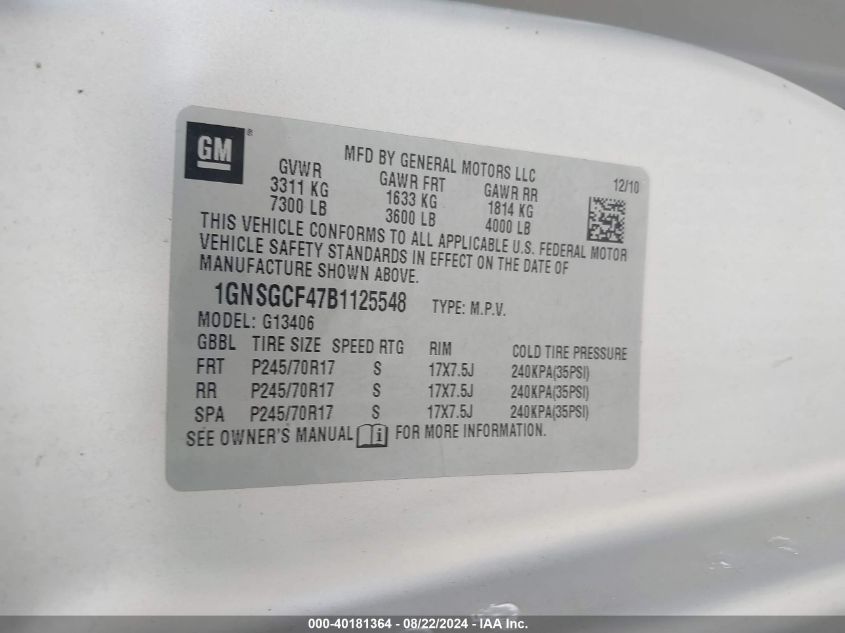 GM ®
MFD BY GENERAL MOTORS LLC
12/10
GVWR GAWR FRT GAWR RR
3311 KG 1633 KG 1814 KG
7300 LB 3600 LB 4000 LB
THIS VEHICLE CONFORMS TO ALL APPLICABLE U.S. FEDERAL MOTOR
VEHICLE SAFETY STANDARDS IN EFFECT ON THE DATE OF
MANUFACTURE SHOWN ABOVE.
1GNSGCF47B1125548 TYPE: M.P.V.
MODEL: G13406
GBBL TIRE SIZE SPEED RTG RIM COLD TIRE PRESSURE
FRT P245/70R17 S 17X7.5J 240KPA(35PSI)
RR P245/70R17 S 17X7.5J 240KPA(35PSI)
SPA P245/70R17 S 17X7.5J 240KPA(35PSI)
SEE OWNER'S MANUAL i FOR MORE INFORMATION.
000-40181364 - 08/22/2024 - IAA Inc.